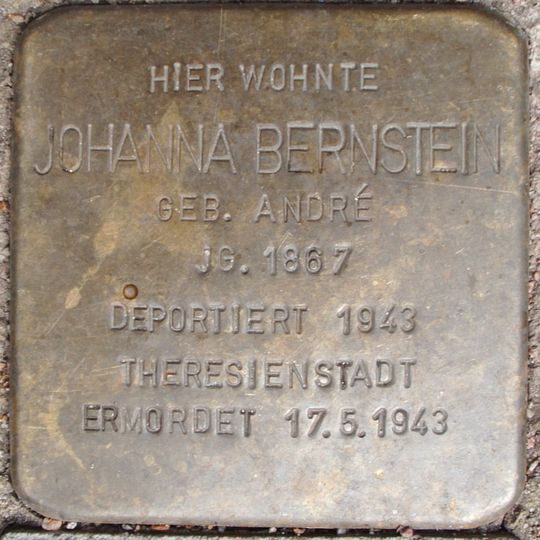 HIER WOHNTE
JOHANNA BERNSTEIN
GEB. ANDRÉ
JG. 1867
DEPORTIERT 1943
THERESIENSTADT
ERMORDET 17.5.1943